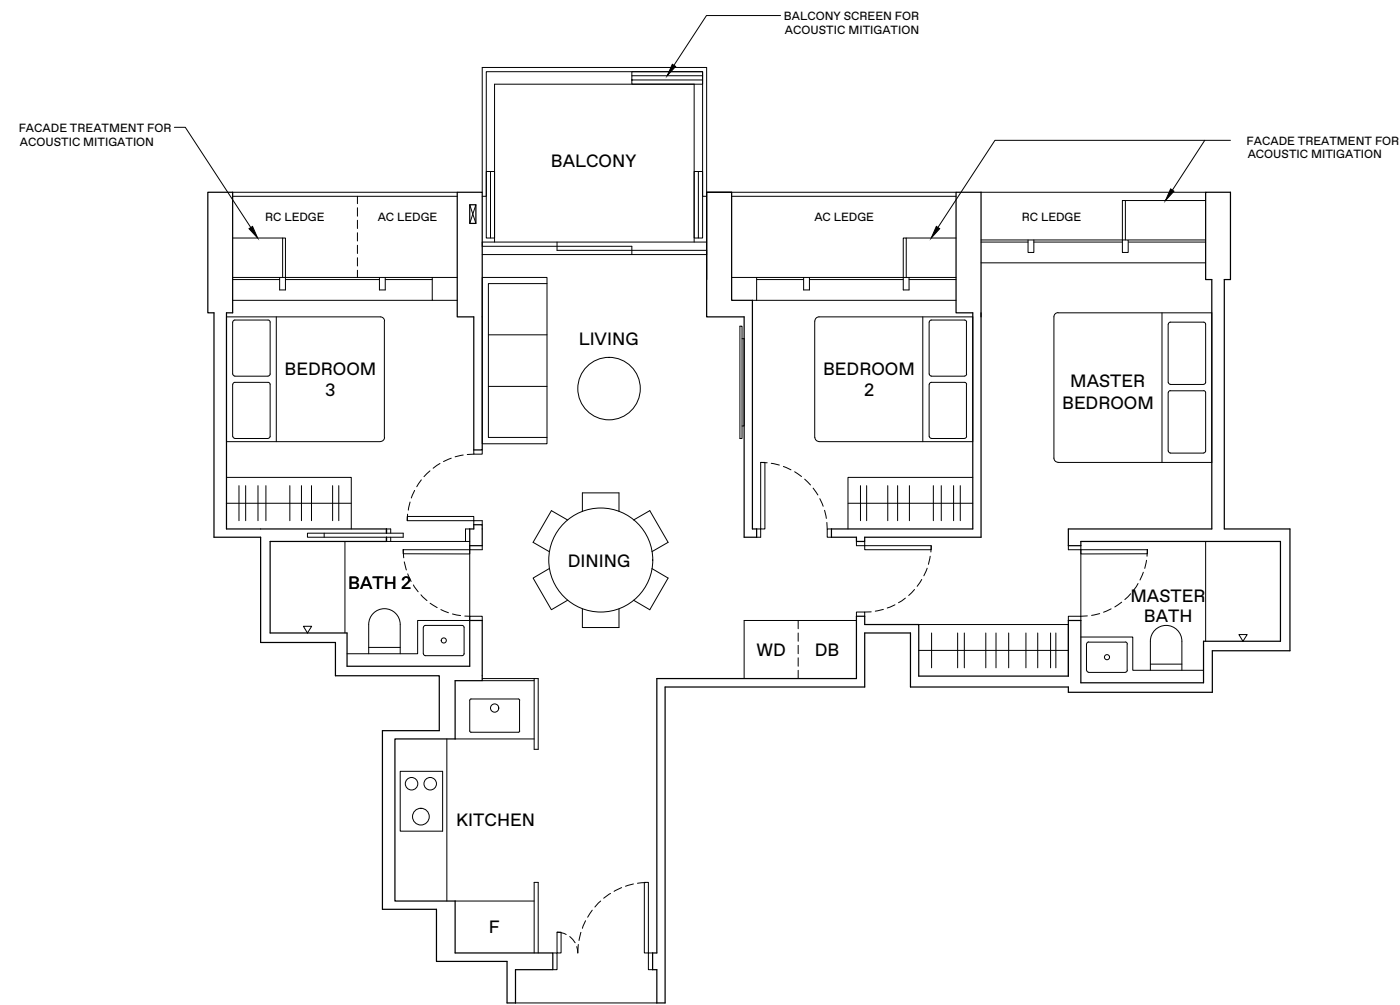 BALCONY SCREEN FOR
ACOUSTIC MITIGATION
FACADE TREATMENT FOR
ACOUSTIC MITIGATION
FACADE TREATMENT FOR
ACOUSTIC MITIGATION
BALCONY
RC LEDGE
AC LEDGE
AC LEDGE
RC LEDGE
LIVING
BEDROOM
3
BEDROOM
2
MASTER
BEDROOM
DINING
BATH 2
MASTER
BATH
WD
DB
KITCHEN
F